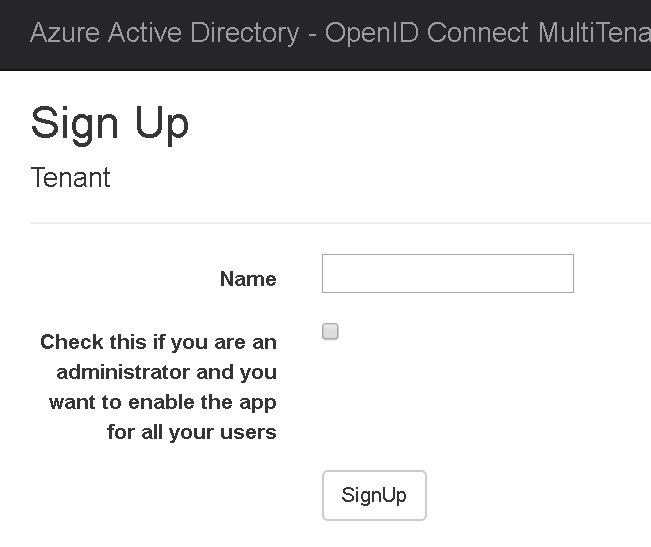 Azure Active Directory - OpenID Connect MultiTena
Sign Up
Tenant
Name
Check this if you are an
administrator and you
want to enable the app
for all your users
SignUp